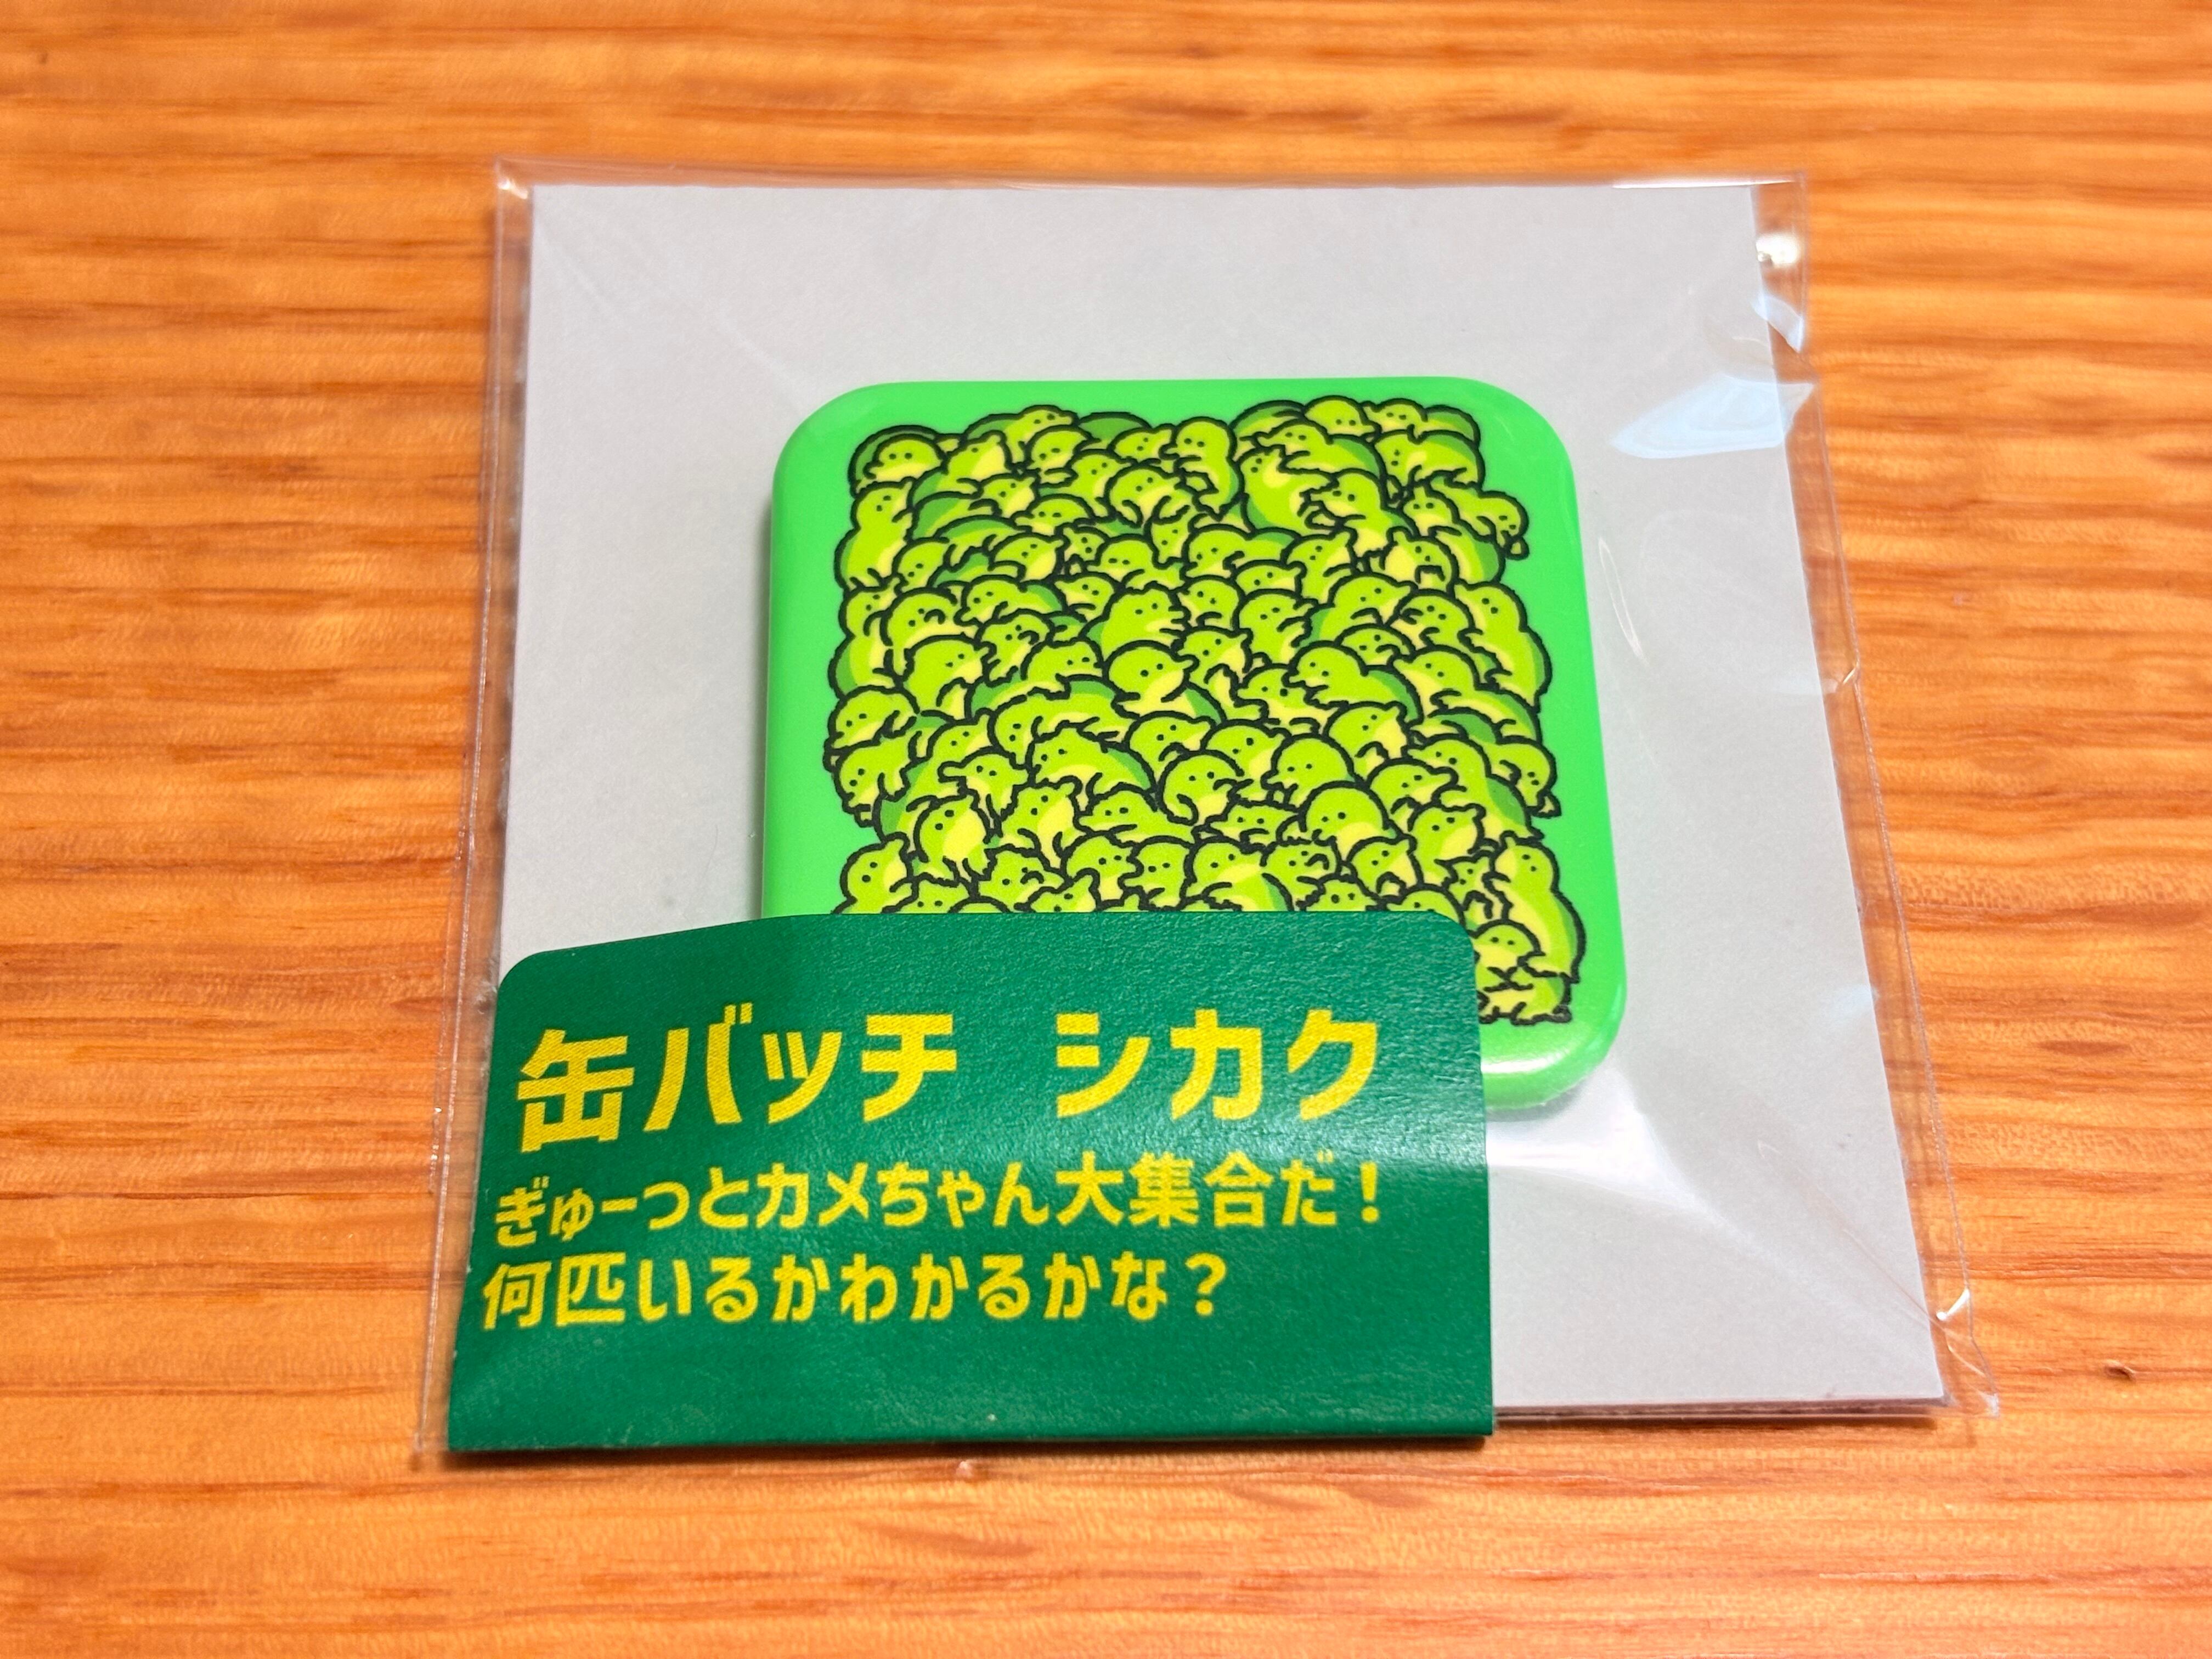 缶バッチ シカク
ぎゅーっとカメちゃん大集合だ！
何匹いるかわかるかな？